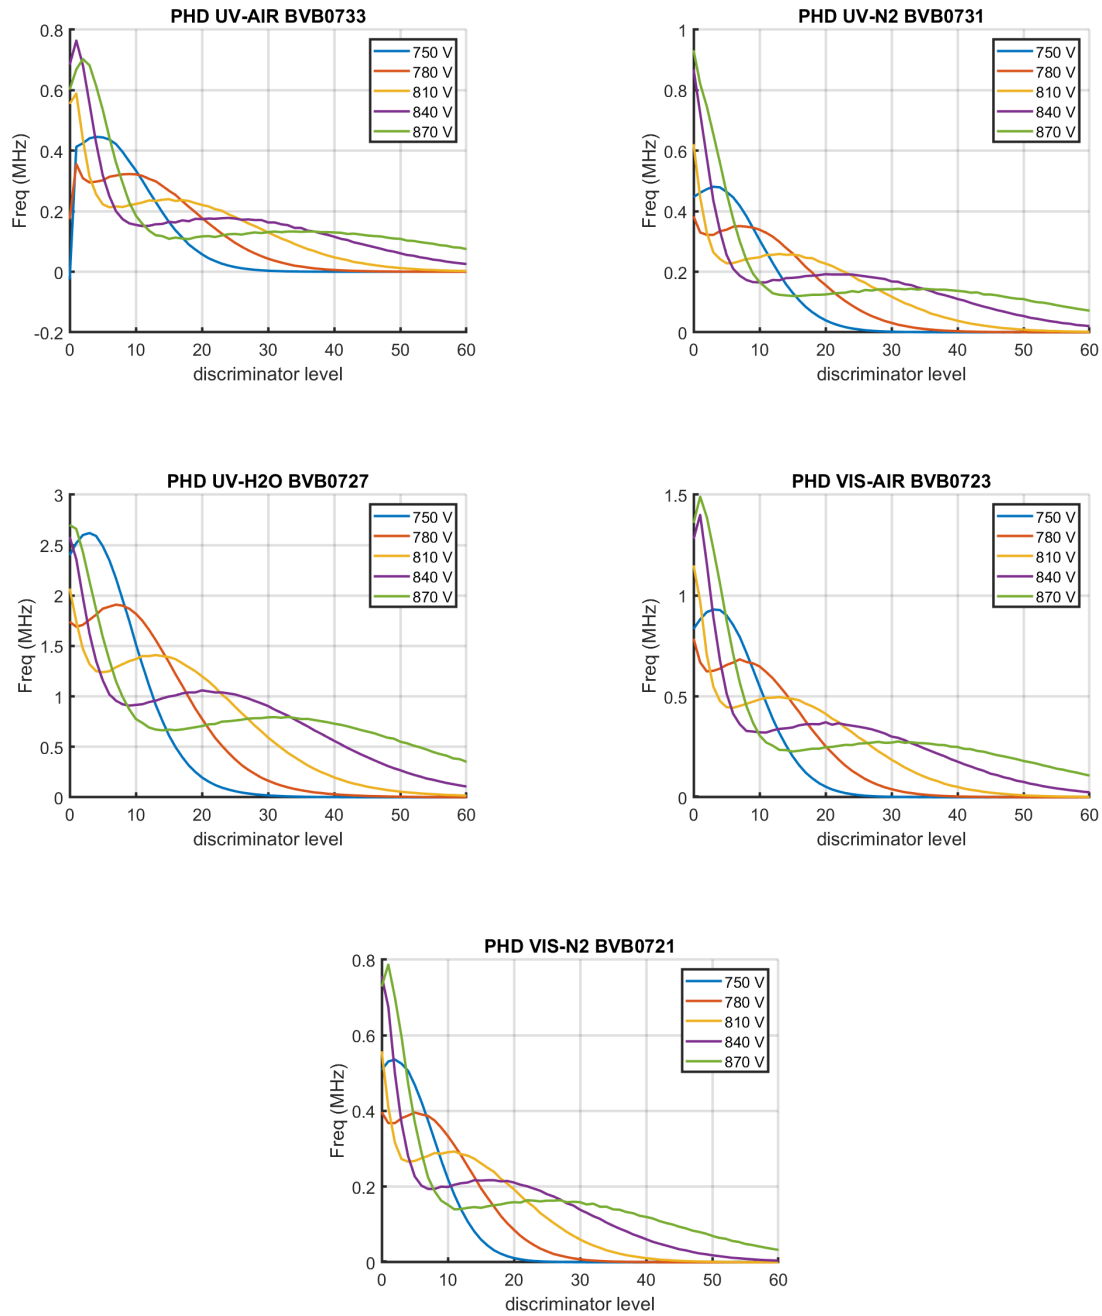 PHD UV-AIR BVB0733
Freq (MHz)
0.8
0.6
0.4
0.2
0
-0.2
0 10 20 30 40 50 60
discriminator level
750 V
780 V
810 V
840 V
870 V
PHD UV-N2 BVB0731
Freq (MHz)
1
0.8
0.6
0.4
0.2
0
0 10 20 30 40 50 60
discriminator level
750 V
780 V
810 V
840 V
870 V
PHD UV-H2O BVB0727
Freq (MHz)
3
2.5
2
1.5
1
0.5
0
0 10 20 30 40 50 60
discriminator level
750 V
780 V
810 V
840 V
870 V
PHD VIS-AIR BVB0723
Freq (MHz)
1.5
1
0.5
0
0 10 20 30 40 50 60
discriminator level
750 V
780 V
810 V
840 V
870 V
PHD VIS-N2 BVB0721
Freq (MHz)
0.8
0.6
0.4
0.2
0
0 10 20 30 40 50 60
discriminator level
750 V
780 V
810 V
840 V
870 V